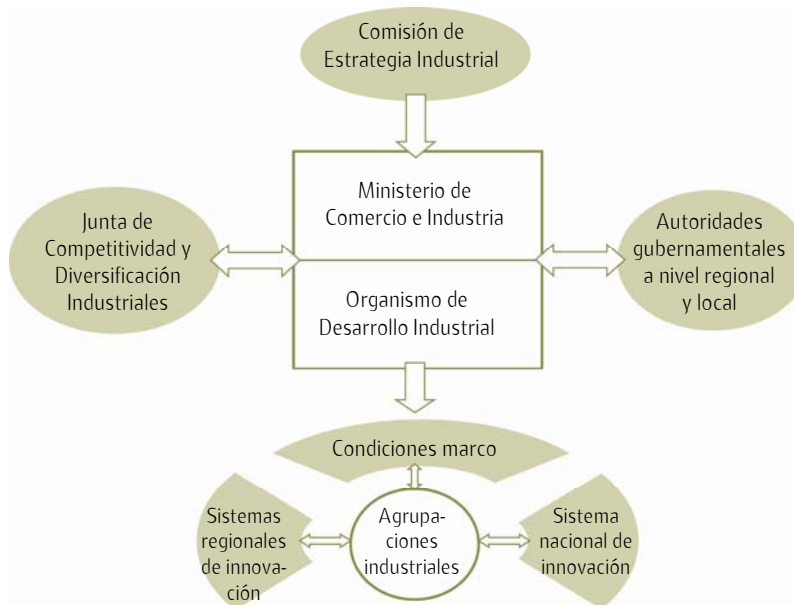 Comisión de
Estrategia Industrial
Ministerio de
Comercio e Industria
Junta de
Competitividad y
Diversificación
Industriales
Autoridades
gubernamentales
a nivel regional
y local
Organismo de
Desarrollo Industrial
Condiciones marco
Sistemas
regionales
de innova-
ción
Agrupa-
ciones
industriales
Sistema
nacional de
innovación